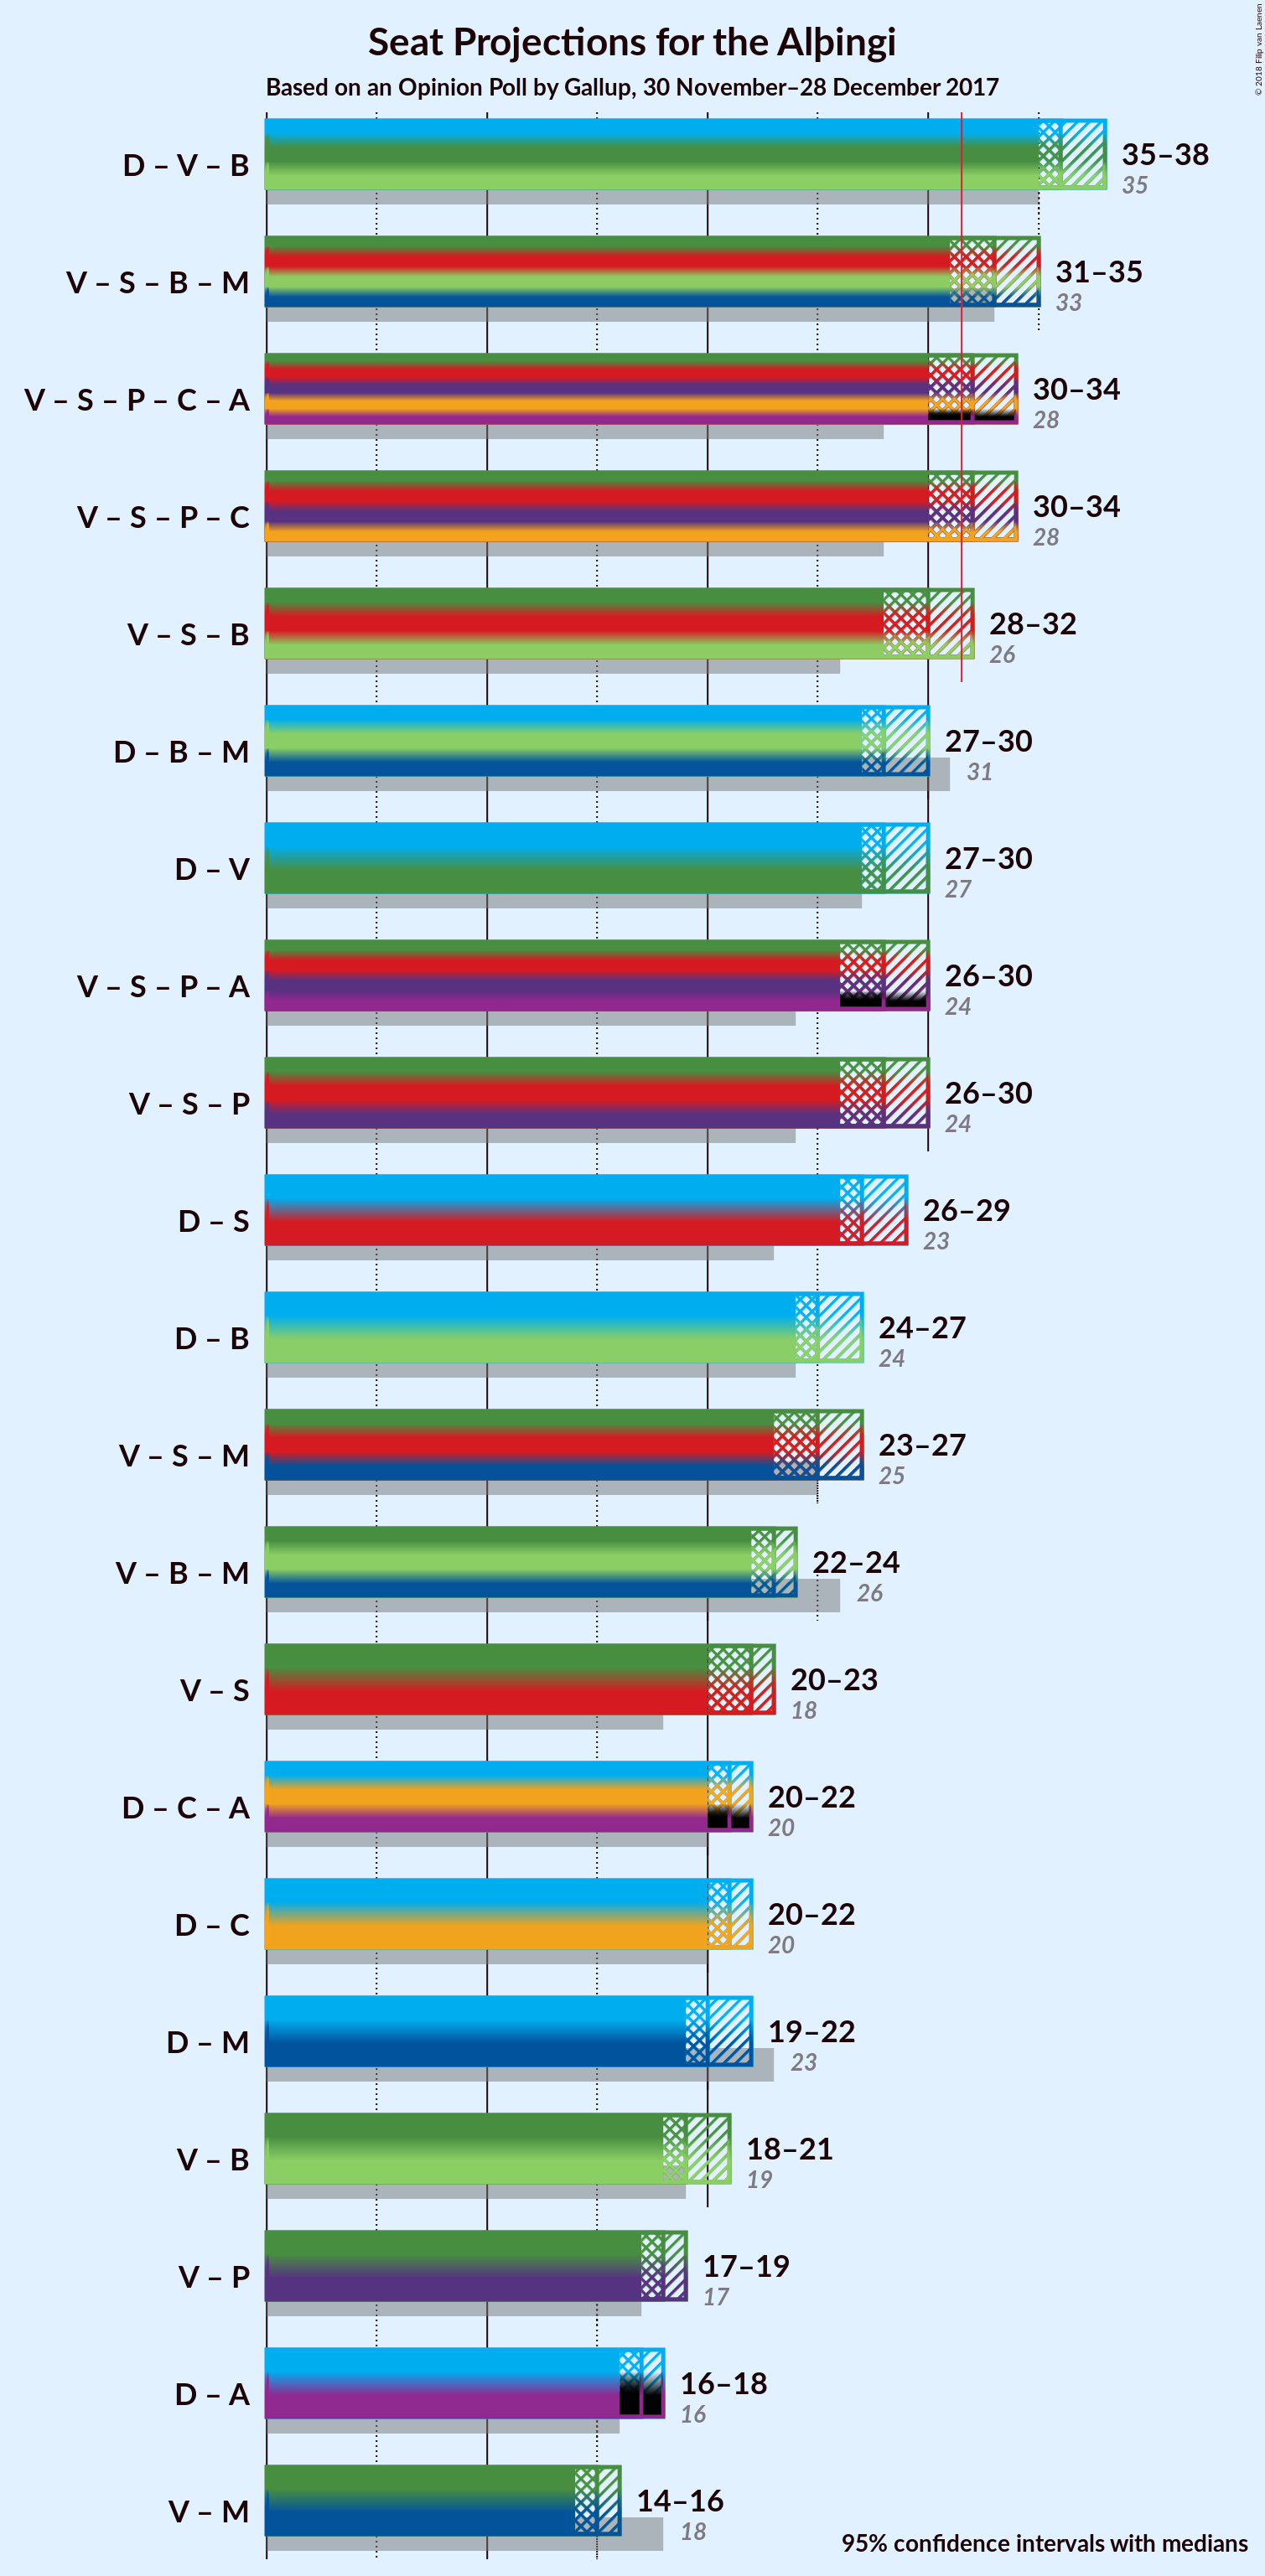 Seat Projections for the Alþingi
Based on an Opinion Poll by Gallup, 30 November–28 December 2017
© 2018 Filip van Laenen
D – V – B
35–38
35
V – S – B – M
31–35
33
V – S – P – C – A
30–34
28
V – S – P – C
30–34
28
V – S – B
28–32
26
D – B – M
27–30
31
D – V
27–30
27
V – S – P – A
26–30
24
V – S – P
26–30
24
D – S
26–29
23
D – B
24–27
24
V – S – M
23–27
25
V – B – M
22–24
26
V – S
20–23
18
D – C – A
20–22
20
D – C
20–22
20
D – M
19–22
23
V – B
18–21
19
V – P
17–19
17
D – A
16–18
16
V – M
14–16
18
95% confidence intervals with medians